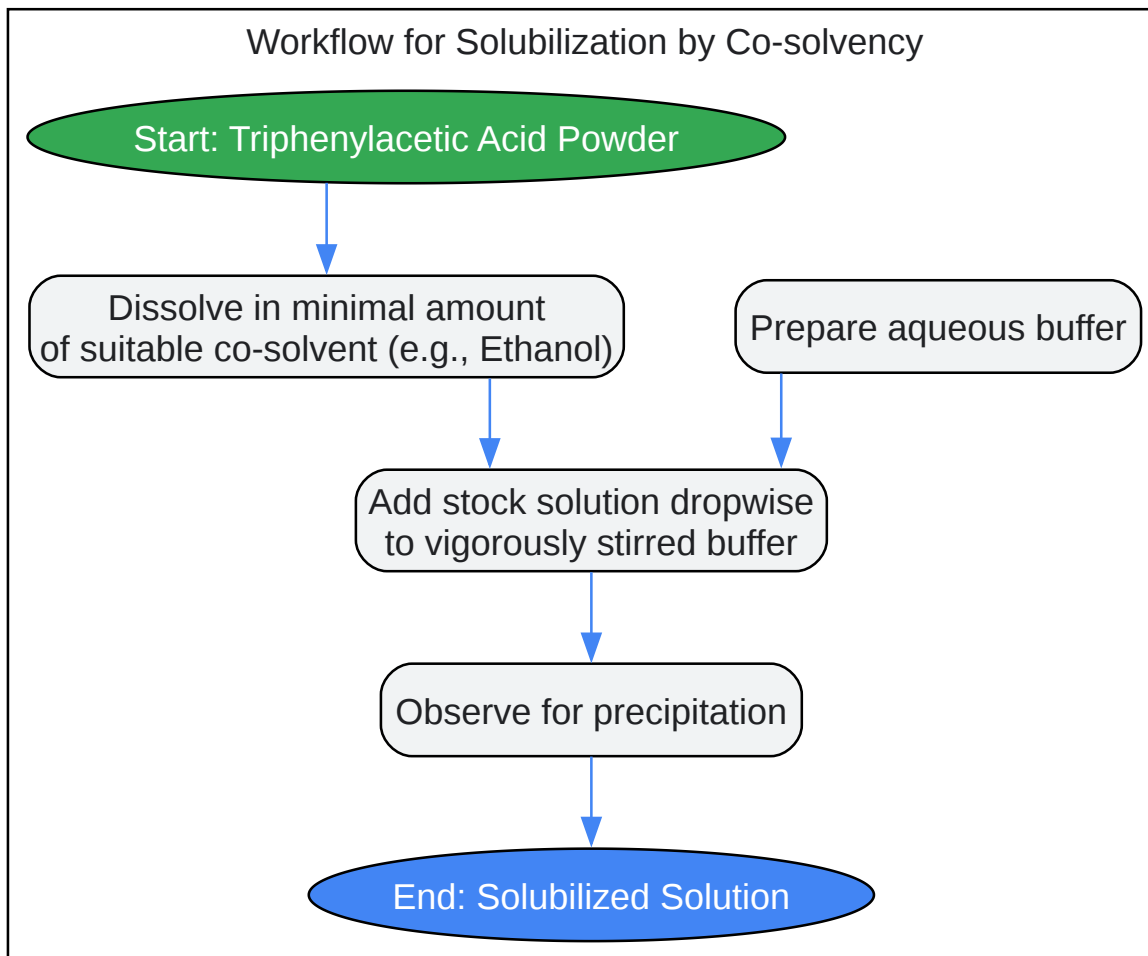 Workflow for Solubilization by Co-solvency
Start: Triphenylacetic Acid Powder
Dissolve in minimal amount
of suitable co-solvent (e.g., Ethanol)
Prepare aqueous buffer
Add stock solution dropwise
to vigorously stirred buffer
Observe for precipitation
End: Solubilized Solution